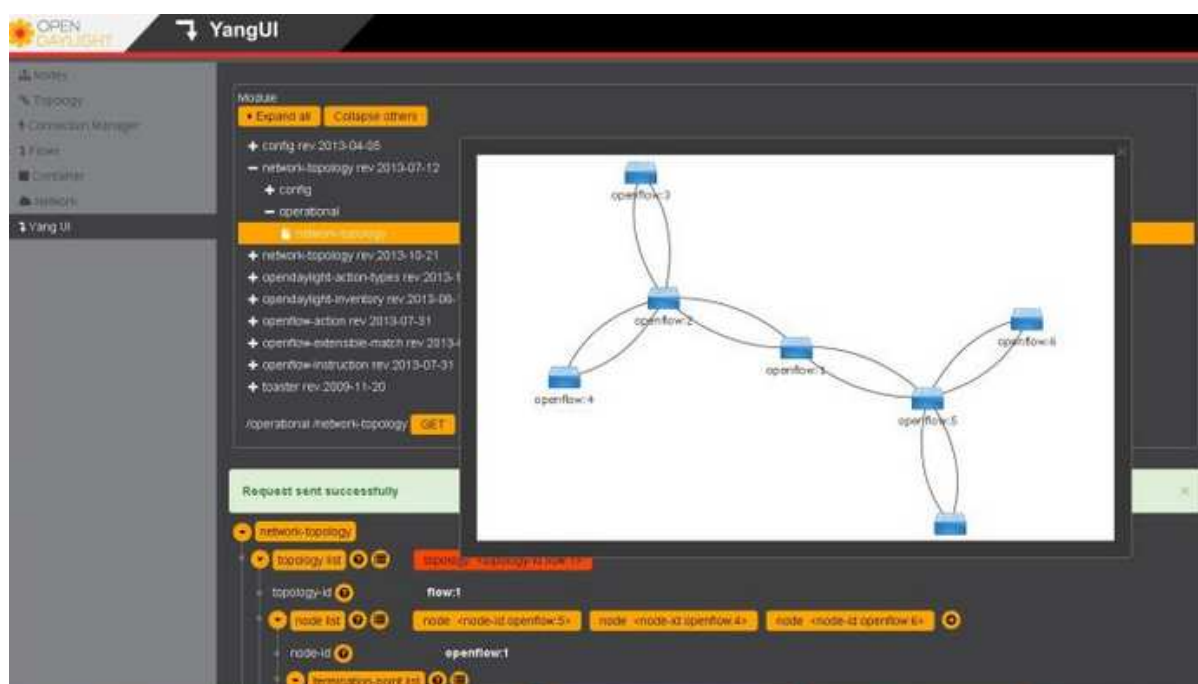 OPEN
DAYLIGHT
YangUI
Nodes
Topology
Connection Manager
Flows
Container
Network
Yang UI
Module
Expand all
Collapse others
config rev.2013-04-05
network-topology rev.2013-07-12
config
operational
network-topology
network-topology rev.2013-10-21
opendaylight-action-types rev.2013-1
opendaylight-inventory rev.2013-08-
openflow-action rev.2013-07-31
openflow-extensible-match rev.2013-
openflow-instruction rev.2013-07-31
toaster rev.2009-11-20
/operational /network-topology GET
openflow:3
openflow:2
openflow:1
openflow:6
openflow:4
openflow:5
Request sent successfully
network-topology
topology list
topology <topology-id:flow:1>
topology-id
flow:1
node list
node <node-id:openflow:5>
node <node-id:openflow:4>
node <node-id:openflow:6>
node-id
openflow:1
termination-point list